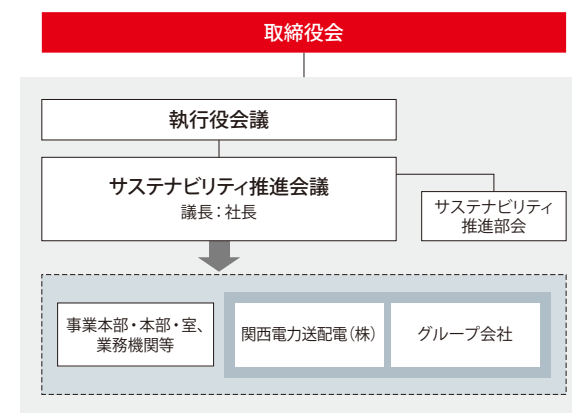 取締役会
執行役会議
サステナビリティ推進会議
議長：社長
サステナビリティ
推進部会
事業本部・本部・室、
業務機関等
関西電力送配電（株）
グループ会社